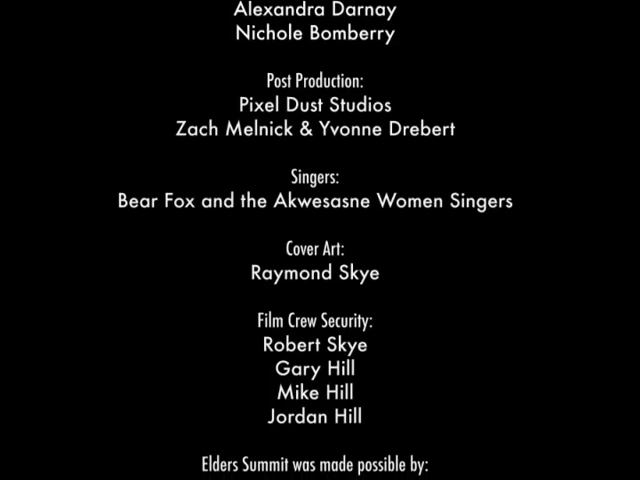 Alexandra Darnay
Nichole Bomberry
Post Production:
Pixel Dust Studios
Zach Melnick & Yvonne Drebert
Singers:
Bear Fox and the Akwesasne Women Singers
Cover Art:
Raymond Skye
Film Crew Security:
Robert Skye
Gary Hill
Mike Hill
Jordan Hill
Elders Summit was made possible by: